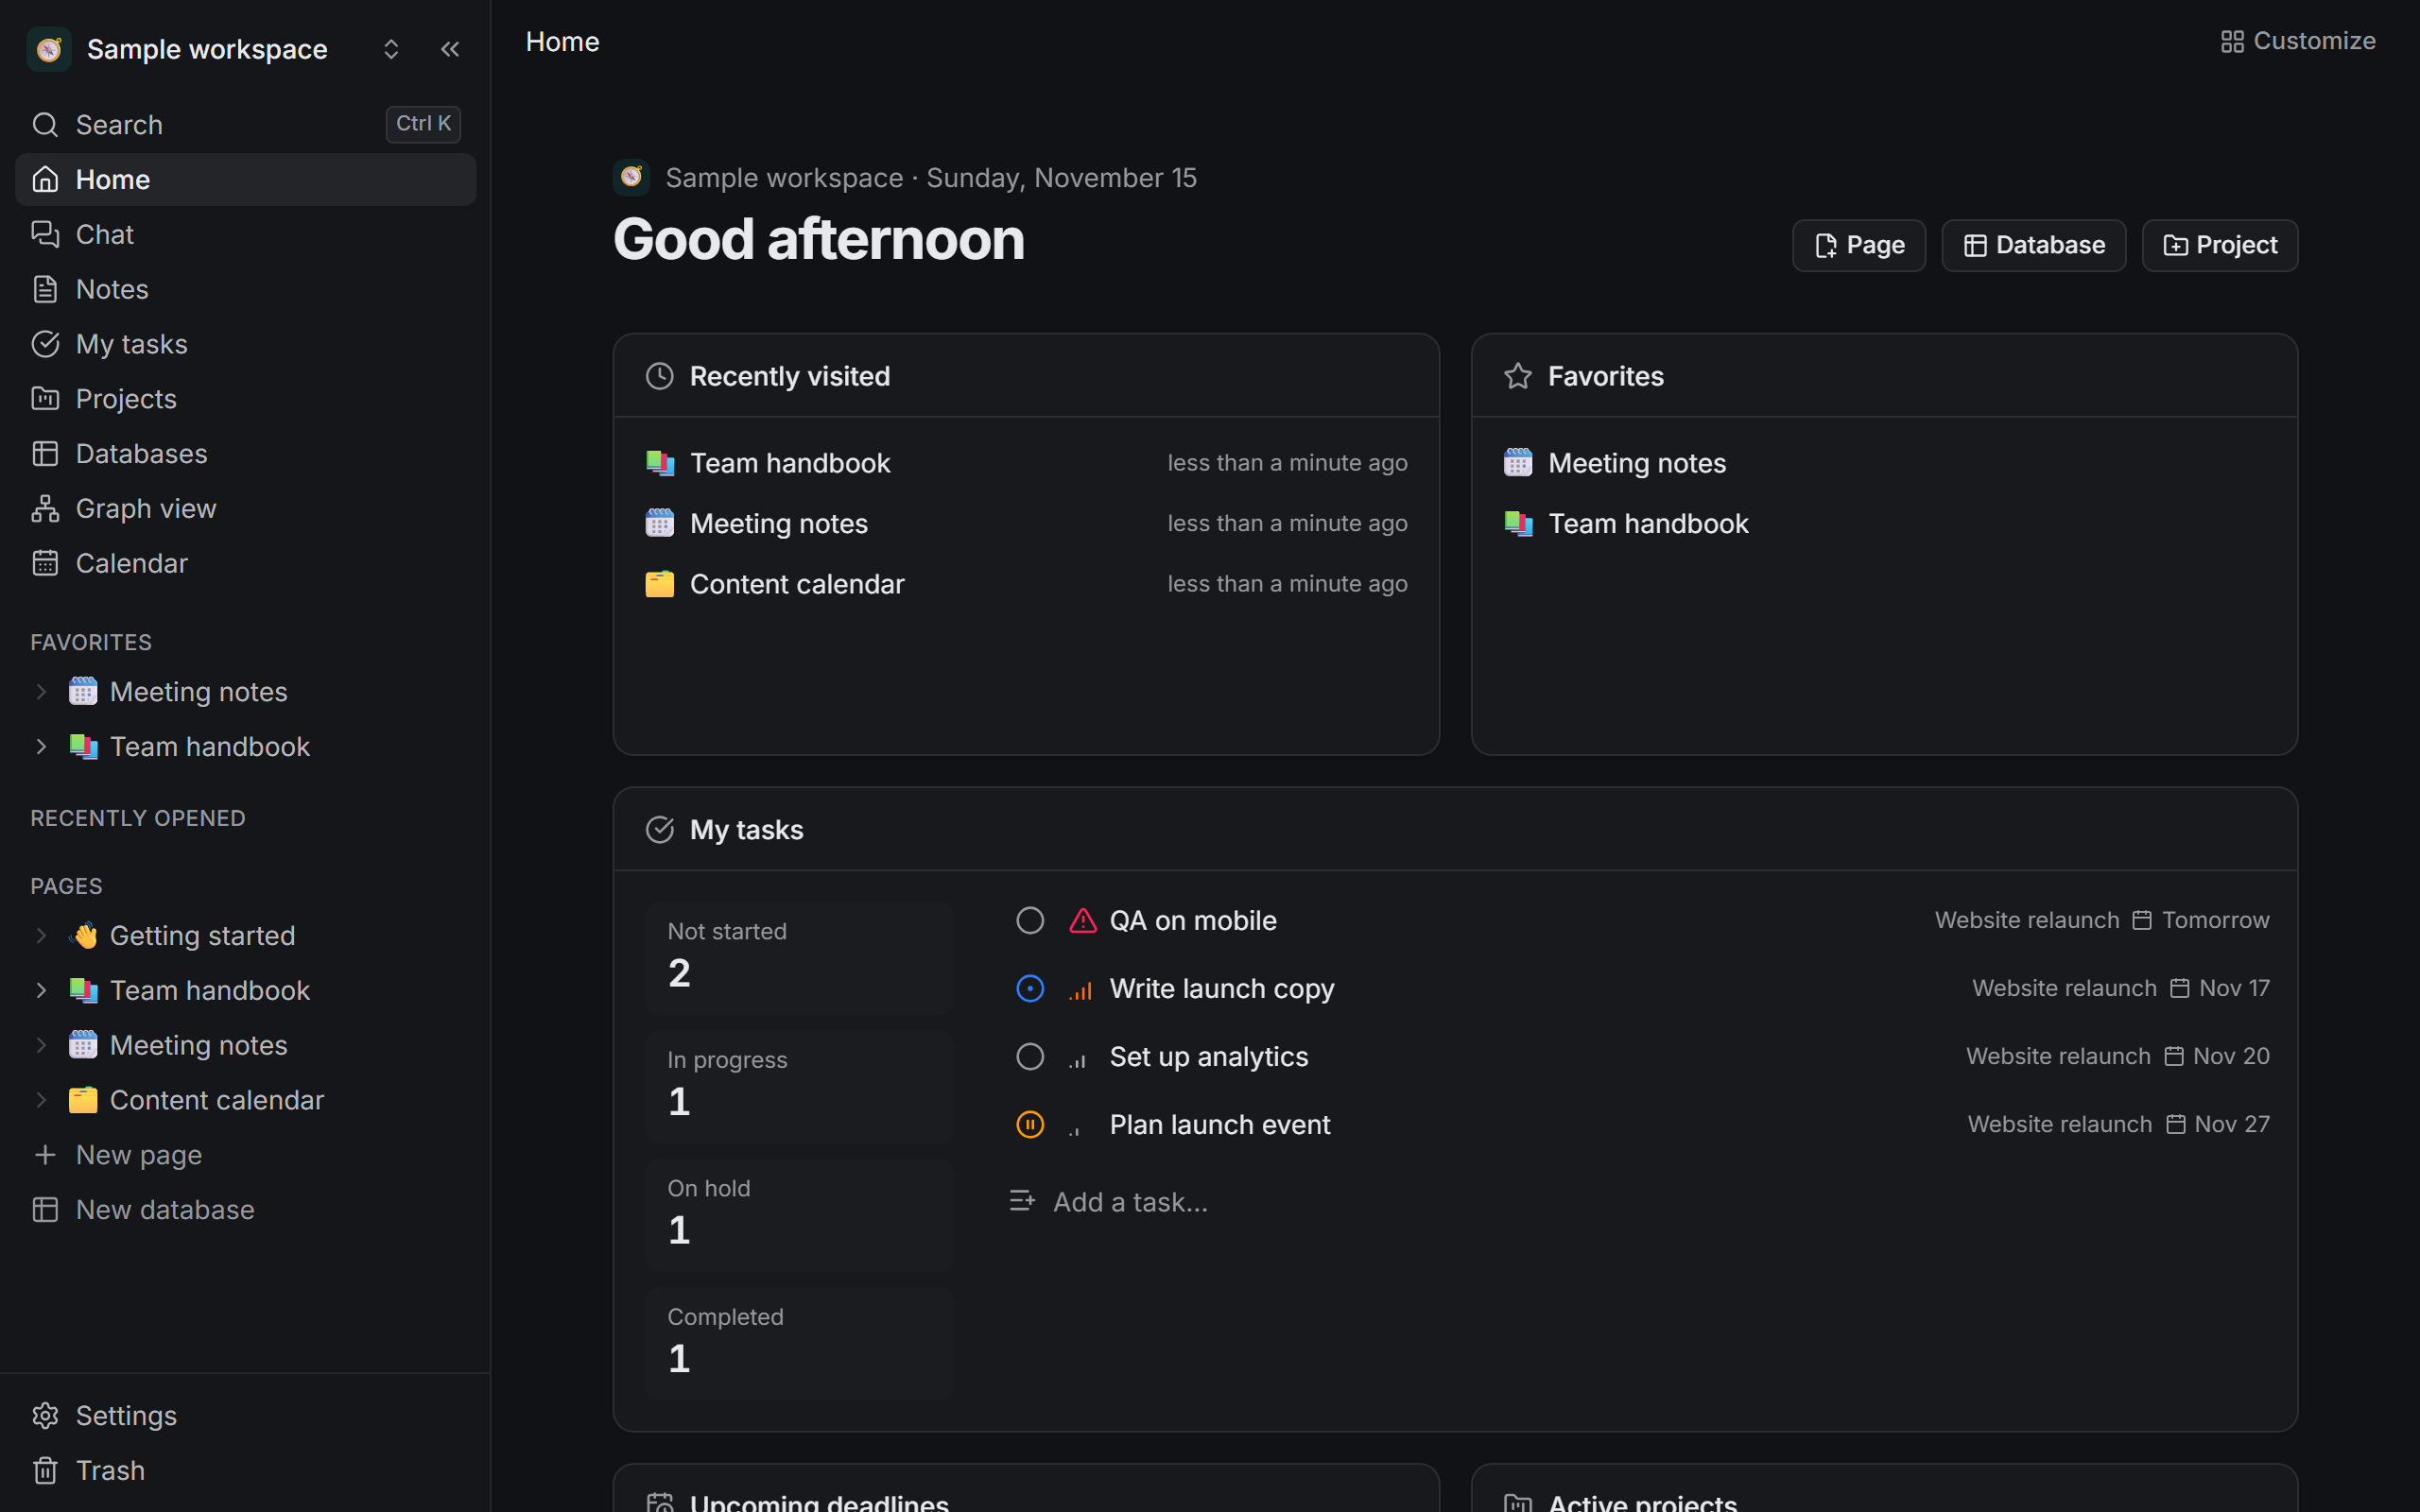 Sample workspace
Search
Ctrl K
Home
Chat
Notes
My tasks
Projects
Databases
Graph view
Calendar
FAVORITES
Meeting notes
Team handbook
RECENTLY OPENED
PAGES
Getting started
Team handbook
Meeting notes
Content calendar
New page
New database
Settings
Trash
Home
Customize
Sample workspace · Sunday, November 15
Good afternoon
Page
Database
Project
Recently visited
Team handbook less than a minute ago
Meeting notes less than a minute ago
Content calendar less than a minute ago
Favorites
Meeting notes
Team handbook
My tasks
Not started
2
In progress
1
On hold
1
Completed
1
QA on mobile Website relaunch Tomorrow
Write launch copy Website relaunch Nov 17
Set up analytics Website relaunch Nov 20
Plan launch event Website relaunch Nov 27
Add a task...
Upcoming deadlines
Active projects